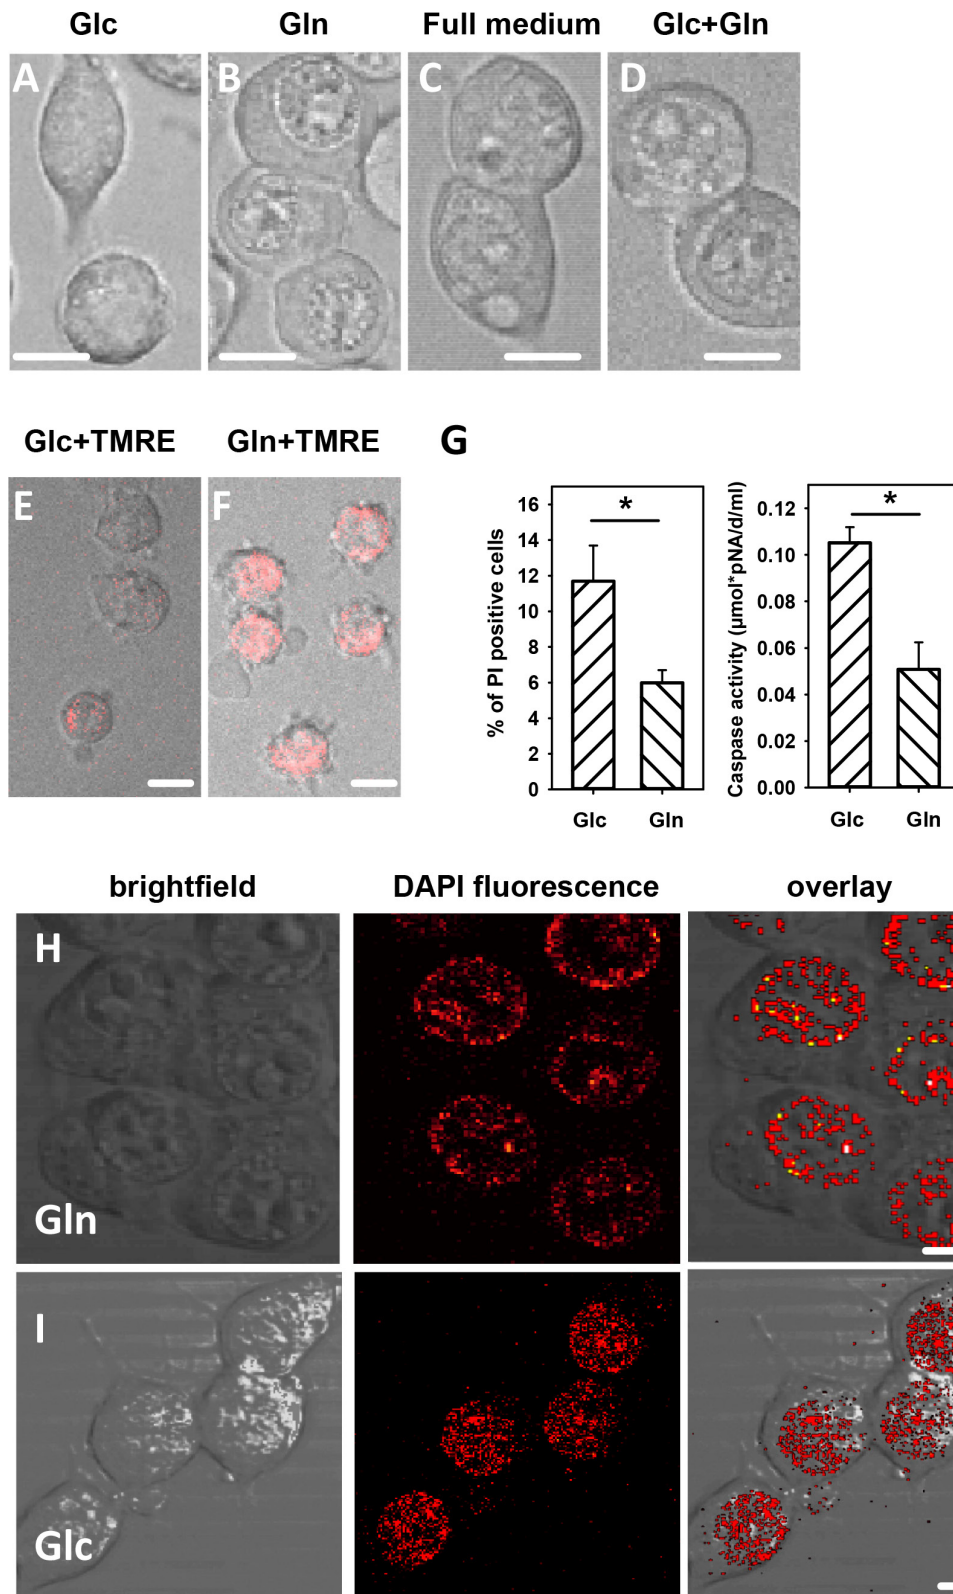 Glc Gln Full medium Glc+Gln
A B C D
Glc+TMRE Gln+TMRE G
E F
% of PI positive cells
16
14
12
10
8
6
4
2
0
*
Glc Gln
Caspase activity (µmol*pNA/d/ml)
0.12
0.10
0.08
0.06
0.04
0.02
0.00
*
Glc Gln
brightfield DAPI fluorescence overlay
H
Gln
I
Glc